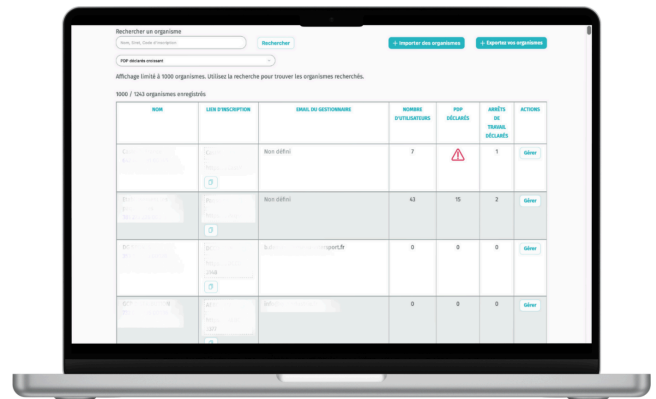 Rechercher un organisme
Nom, Siret, Code d'inscription
Rechercher
+ Importer des organismes
+ Exportez nos organismes
PDP déclarés croissant
Affichage limité à 1000 organismes. Utilisez la recherche pour trouver les organismes recherchés.
1000 / 1243 organismes enregistrés
NOM
LIEN D'INSCRIPTION
EMAIL DU GESTIONNAIRE
NOMBRE
D'UTILISATEURS
PDP
DÉCLARÉS
ARRÊTS
DE
TRAVAIL
DÉCLARÉS
ACTIONS
Non défini
7
1
Gérer
Non défini
43
15
2
Gérer
0
0
0
Gérer
0
0
0
Gérer